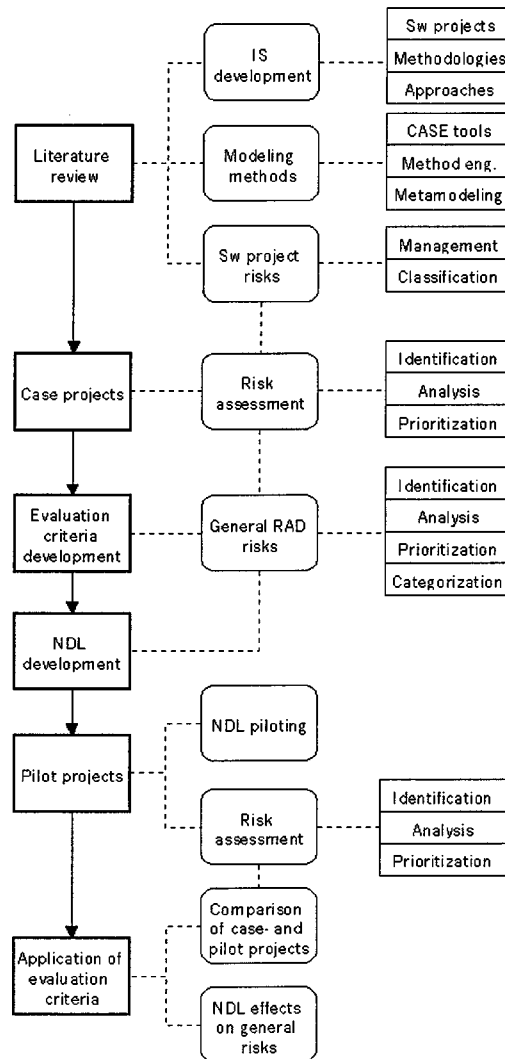 IS
development
Sw projects
Methodologies
Approaches
Literature
review
Modeling
methods
CASE tools
Method eng.
Metamodeling
Sw project
risks
Management
Classification
Case projects
Risk
assessment
Identification
Analysis
Prioritization
Evaluation
criteria
development
General RAD
risks
Identification
Analysis
Prioritization
Categorization
NDL
development
NDL piloting
Pilot projects
Risk
assessment
Identification
Analysis
Prioritization
Application of
evaluation
criteria
Comparison
of case- and
pilot projects
NDL effects
on general
risks